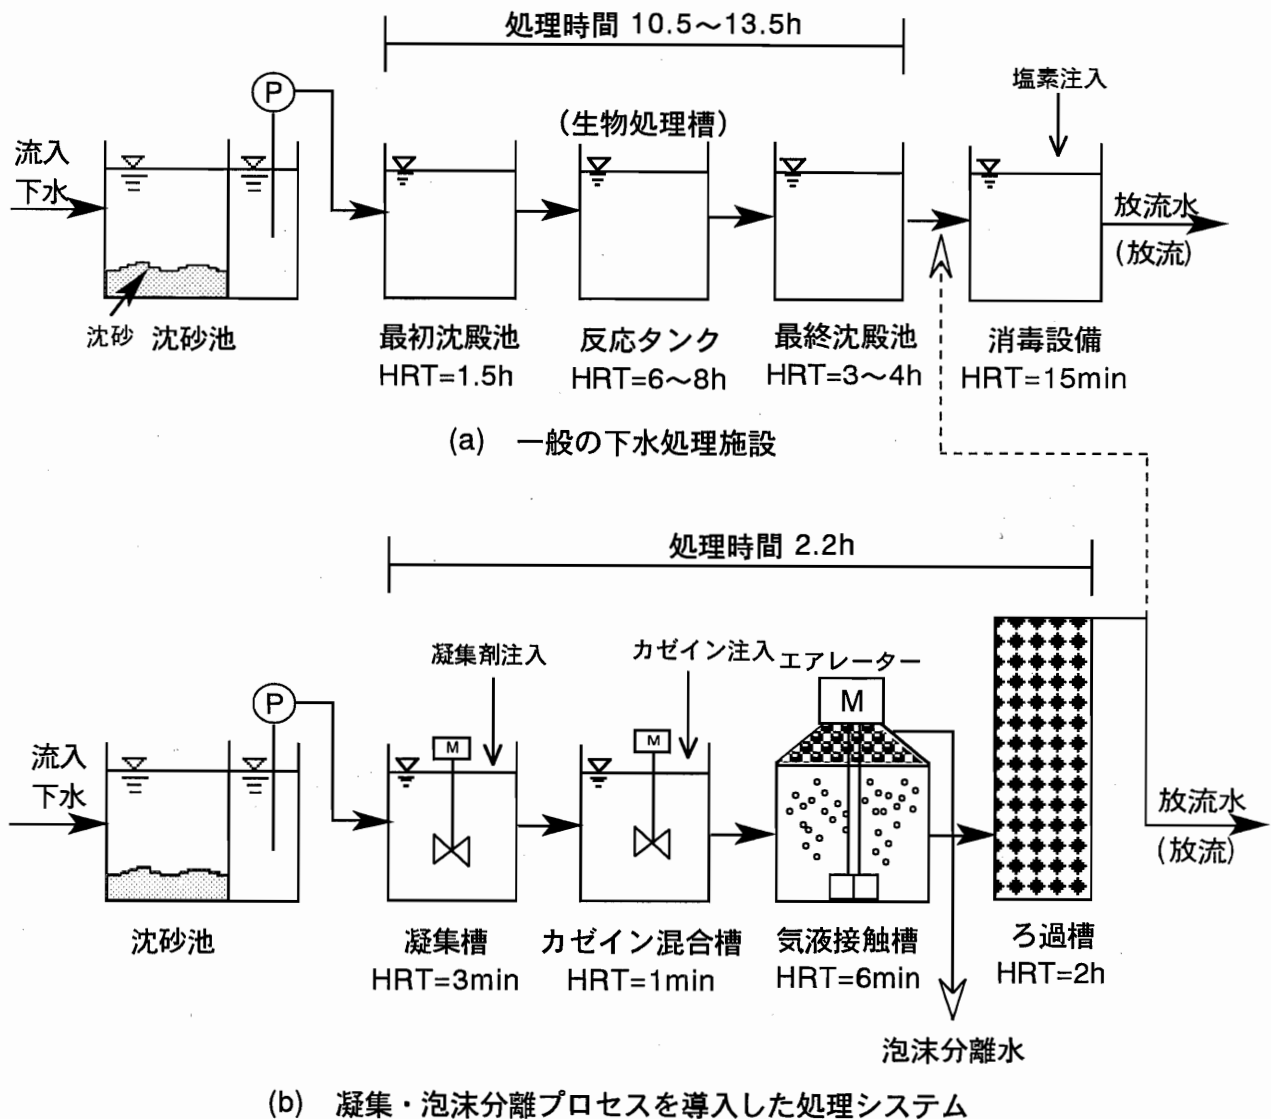 処理時間 10.5～13.5h
P
塩素注入
(生物処理槽)
流入
下水
放流水
(放流)
沈砂
沈砂池
最初沈殿池
HRT=1.5h
反応タンク
HRT=6～8h
最終沈殿池
HRT=3～4h
消毒設備
HRT=15min
(a) 一般の下水処理施設
処理時間 2.2h
凝集剤注入
カゼイン注入
エアレーター
P
M
M
M
流入
下水
放流水
(放流)
沈砂池
凝集槽
HRT=3min
カゼイン混合槽
HRT=1min
気液接触槽
HRT=6min
ろ過槽
HRT=2h
泡沫分離水
(b) 凝集・泡沫分離プロセスを導入した処理システム